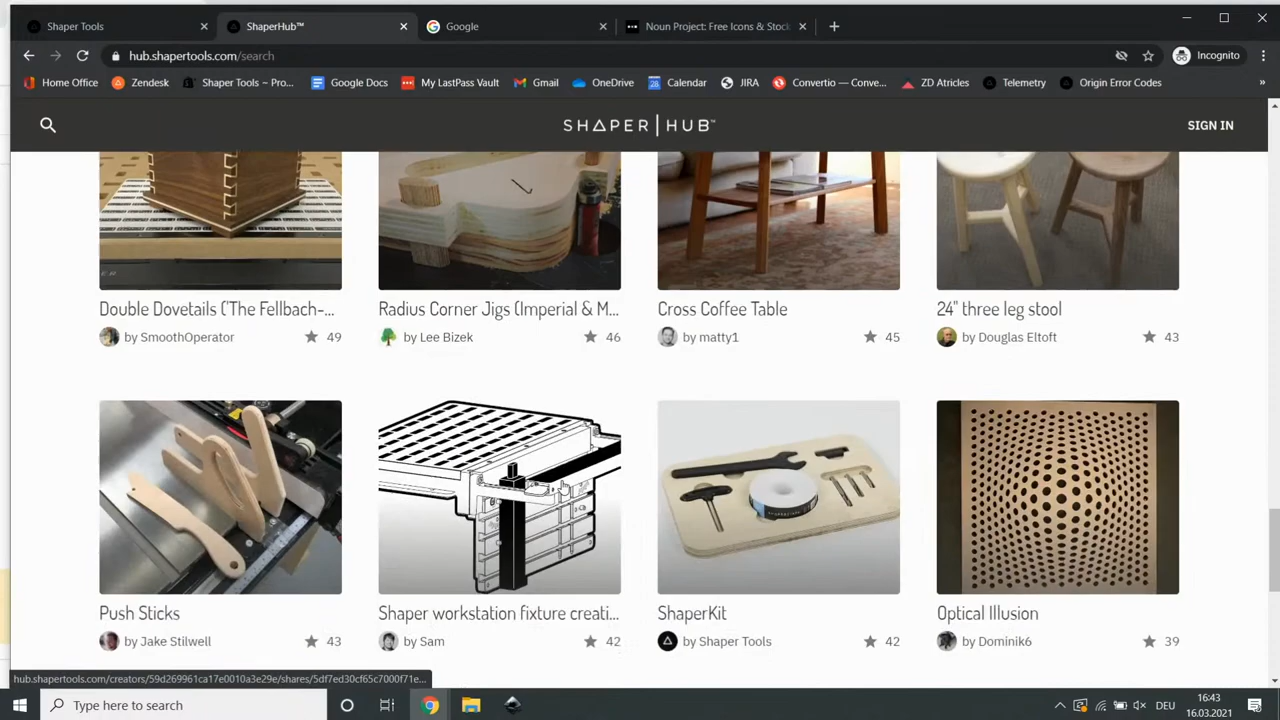 Shaper Tools
ShaperHub™
Google
Noun Project: Free Icons & Stock
hub.shapertools.com/search
Incognito
Home Office
Zendesk
Shaper Tools – Pro...
Google Docs
My LastPass Vault
Gmail
OneDrive
Calendar
JIRA
Convertio — Conve...
ZD Atricles
Telemetry
Origin Error Codes
SHAPER | HUB™
SIGN IN
Double Dovetails ('The Fellbach-...
Radius Corner Jigs (Imperial & M...
Cross Coffee Table
24" three leg stool
by SmoothOperator
49
by Lee Bizek
46
by matty1
45
by Douglas Eltoft
43
Push Sticks
Shaper workstation fixture creati...
ShaperKit
Optical Illusion
by Jake Stilwell
43
by Sam
42
by Shaper Tools
42
by Dominik6
39
hub.shapertools.com/creators/59d269961ca17e0010a3e29e/shares/5df7ed30cf65c7000f71e...
Type here to search
DEU
16:43
16.03.2021